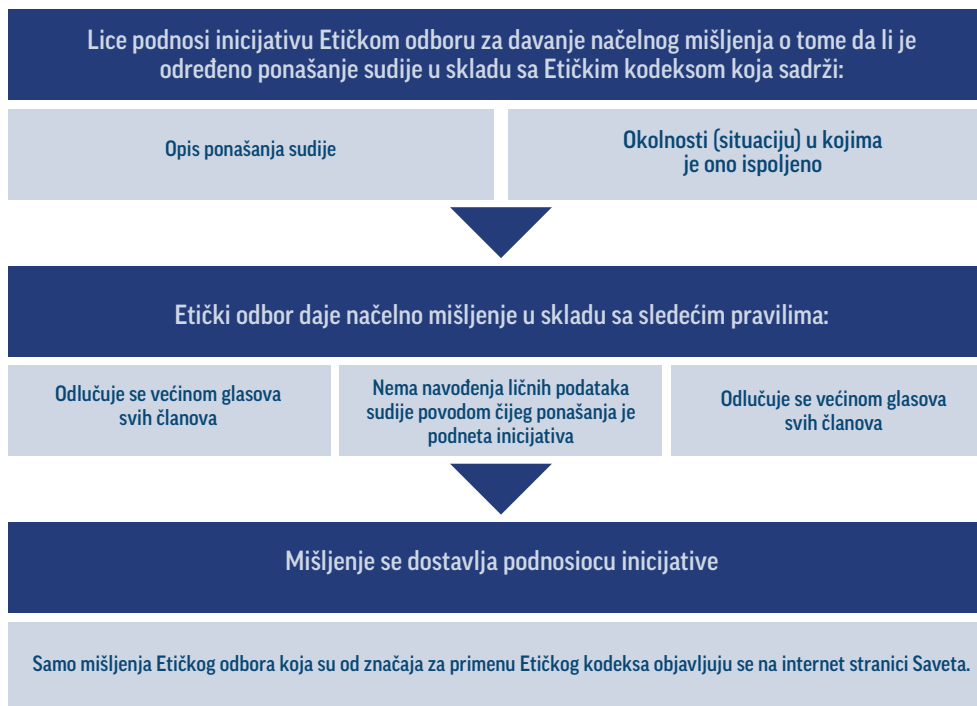 Lice podnosi inicijativu Etičkom odboru za davanje načelnog mišljenja o tome da li je
određeno ponašanje sudije u skladu sa Etičkim kodeksom koja sadrži:
Opis ponašanja sudije
Okolnosti (situaciju) u kojima
je ono ispoljeno
Etički odbor daje načelno mišljenje u skladu sa sledećim pravilima:
Odlučuje se većinom glasova
svih članova
Nema navođenja ličnih podataka
sudije povodom čijeg ponašanja je
podneta inicijativa
Odlučuje se većinom glasova
svih članova
Mišljenje se dostavlja podnosiocu inicijative
Samo mišljenja Etičkog odbora koja su od značaja za primenu Etičkog kodeksa objavljuju se na internet stranici Saveta.